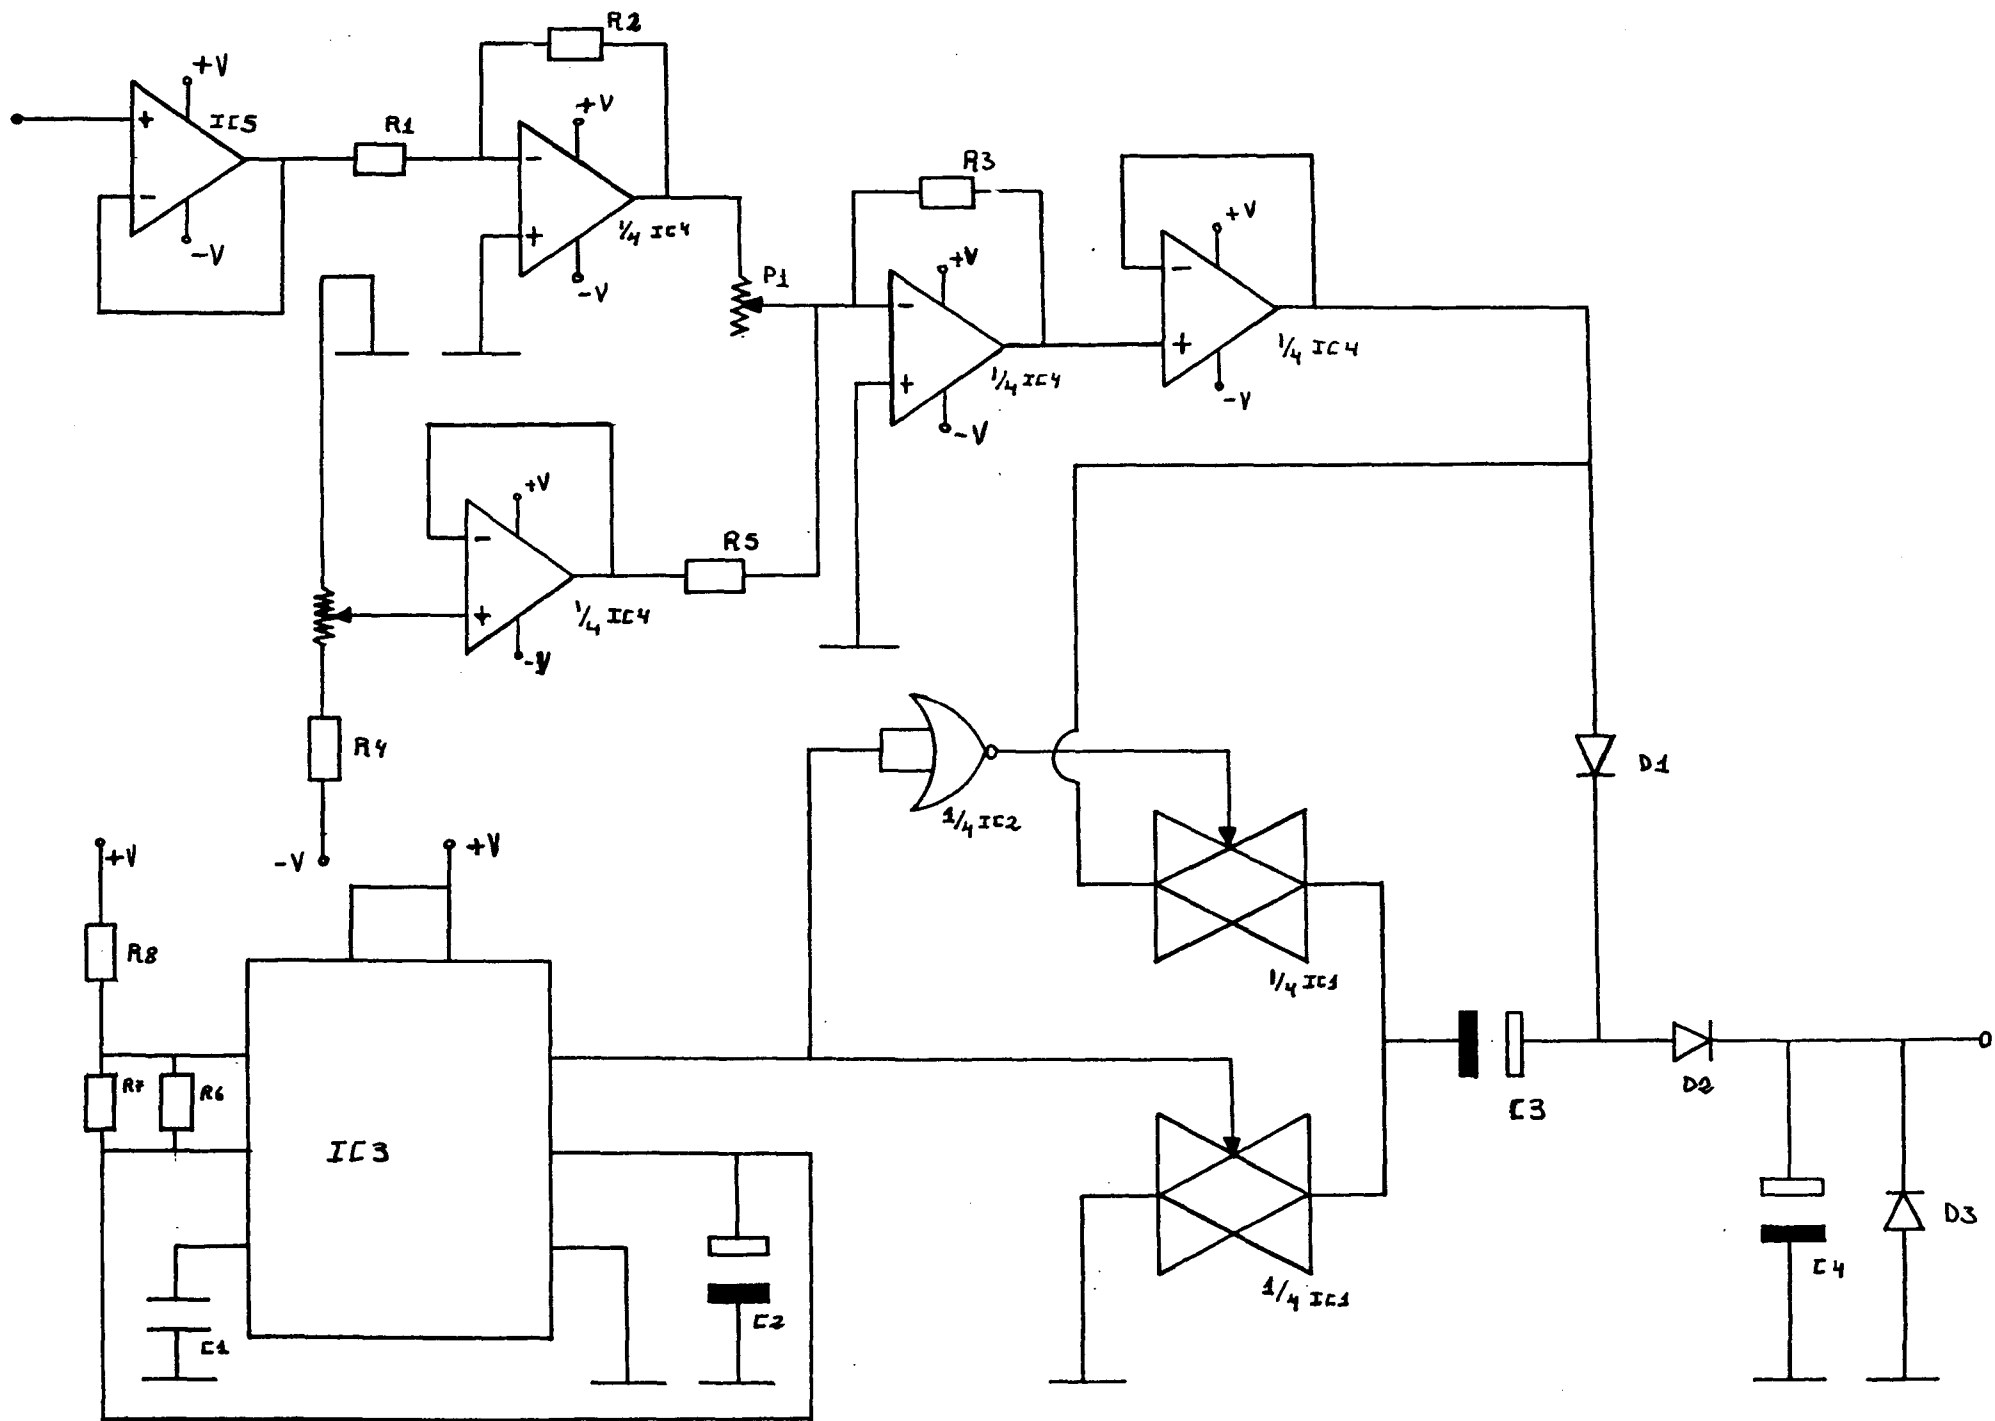 R2
+V
+V
IC5
R1
R3
-V
1/4 IC4
+V
-V
P1
+V
1/4 IC4
1/4 IC4
-V
-V
+V
R5
1/4 IC4
-V
R4
D1
1/4 IC2
+V
-V
+V
R8
1/4 IC1
R7
R6
D2
C3
IC3
D3
C4
1/4 IC1
C2
C1